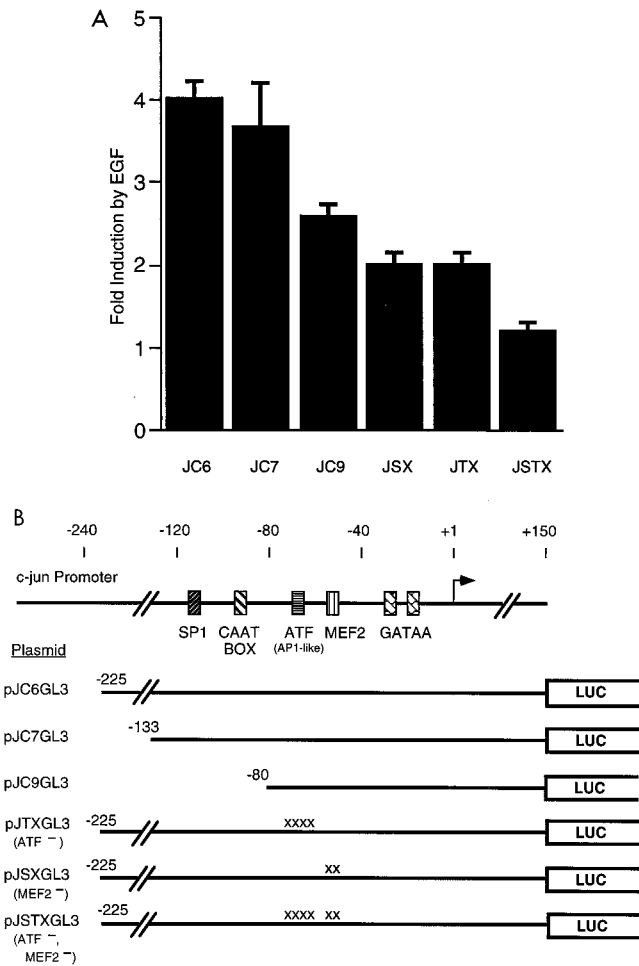 A
Fold Induction by EGF
5
4
3
2
1
0
JC6 JC7 JC9 JSX JTX JSTX
B
-240 -120 -80 -40 +1 +150
c-jun Promoter
SP1 CAAT BOX ATF (AP1-like) MEF2 GATAA
Plasmid
pJC6GL3 -225 LUC
pJC7GL3 -133 LUC
pJC9GL3 -80 LUC
pJTXGL3 (ATF⁻) -225 xxxx LUC
pJSXGL3 (MEF2⁻) -225 xx LUC
pJSTXGL3 (ATF⁻, MEF2⁻) -225 xxxx xx LUC